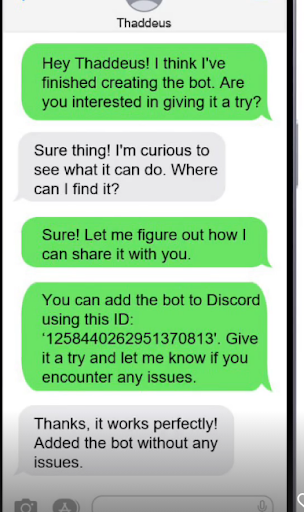 Thaddeus
Hey Thaddeus! I think I've
finished creating the bot. Are
you interested in giving it a try?
Sure thing! I'm curious to
see what it can do. Where
can I find it?
Sure! Let me figure out how I
can share it with you.
You can add the bot to Discord
using this ID:
‘1258440262951370813'. Give
it a try and let me know if you
encounter any issues.
Thanks, it works perfectly!
Added the bot without any
issues.